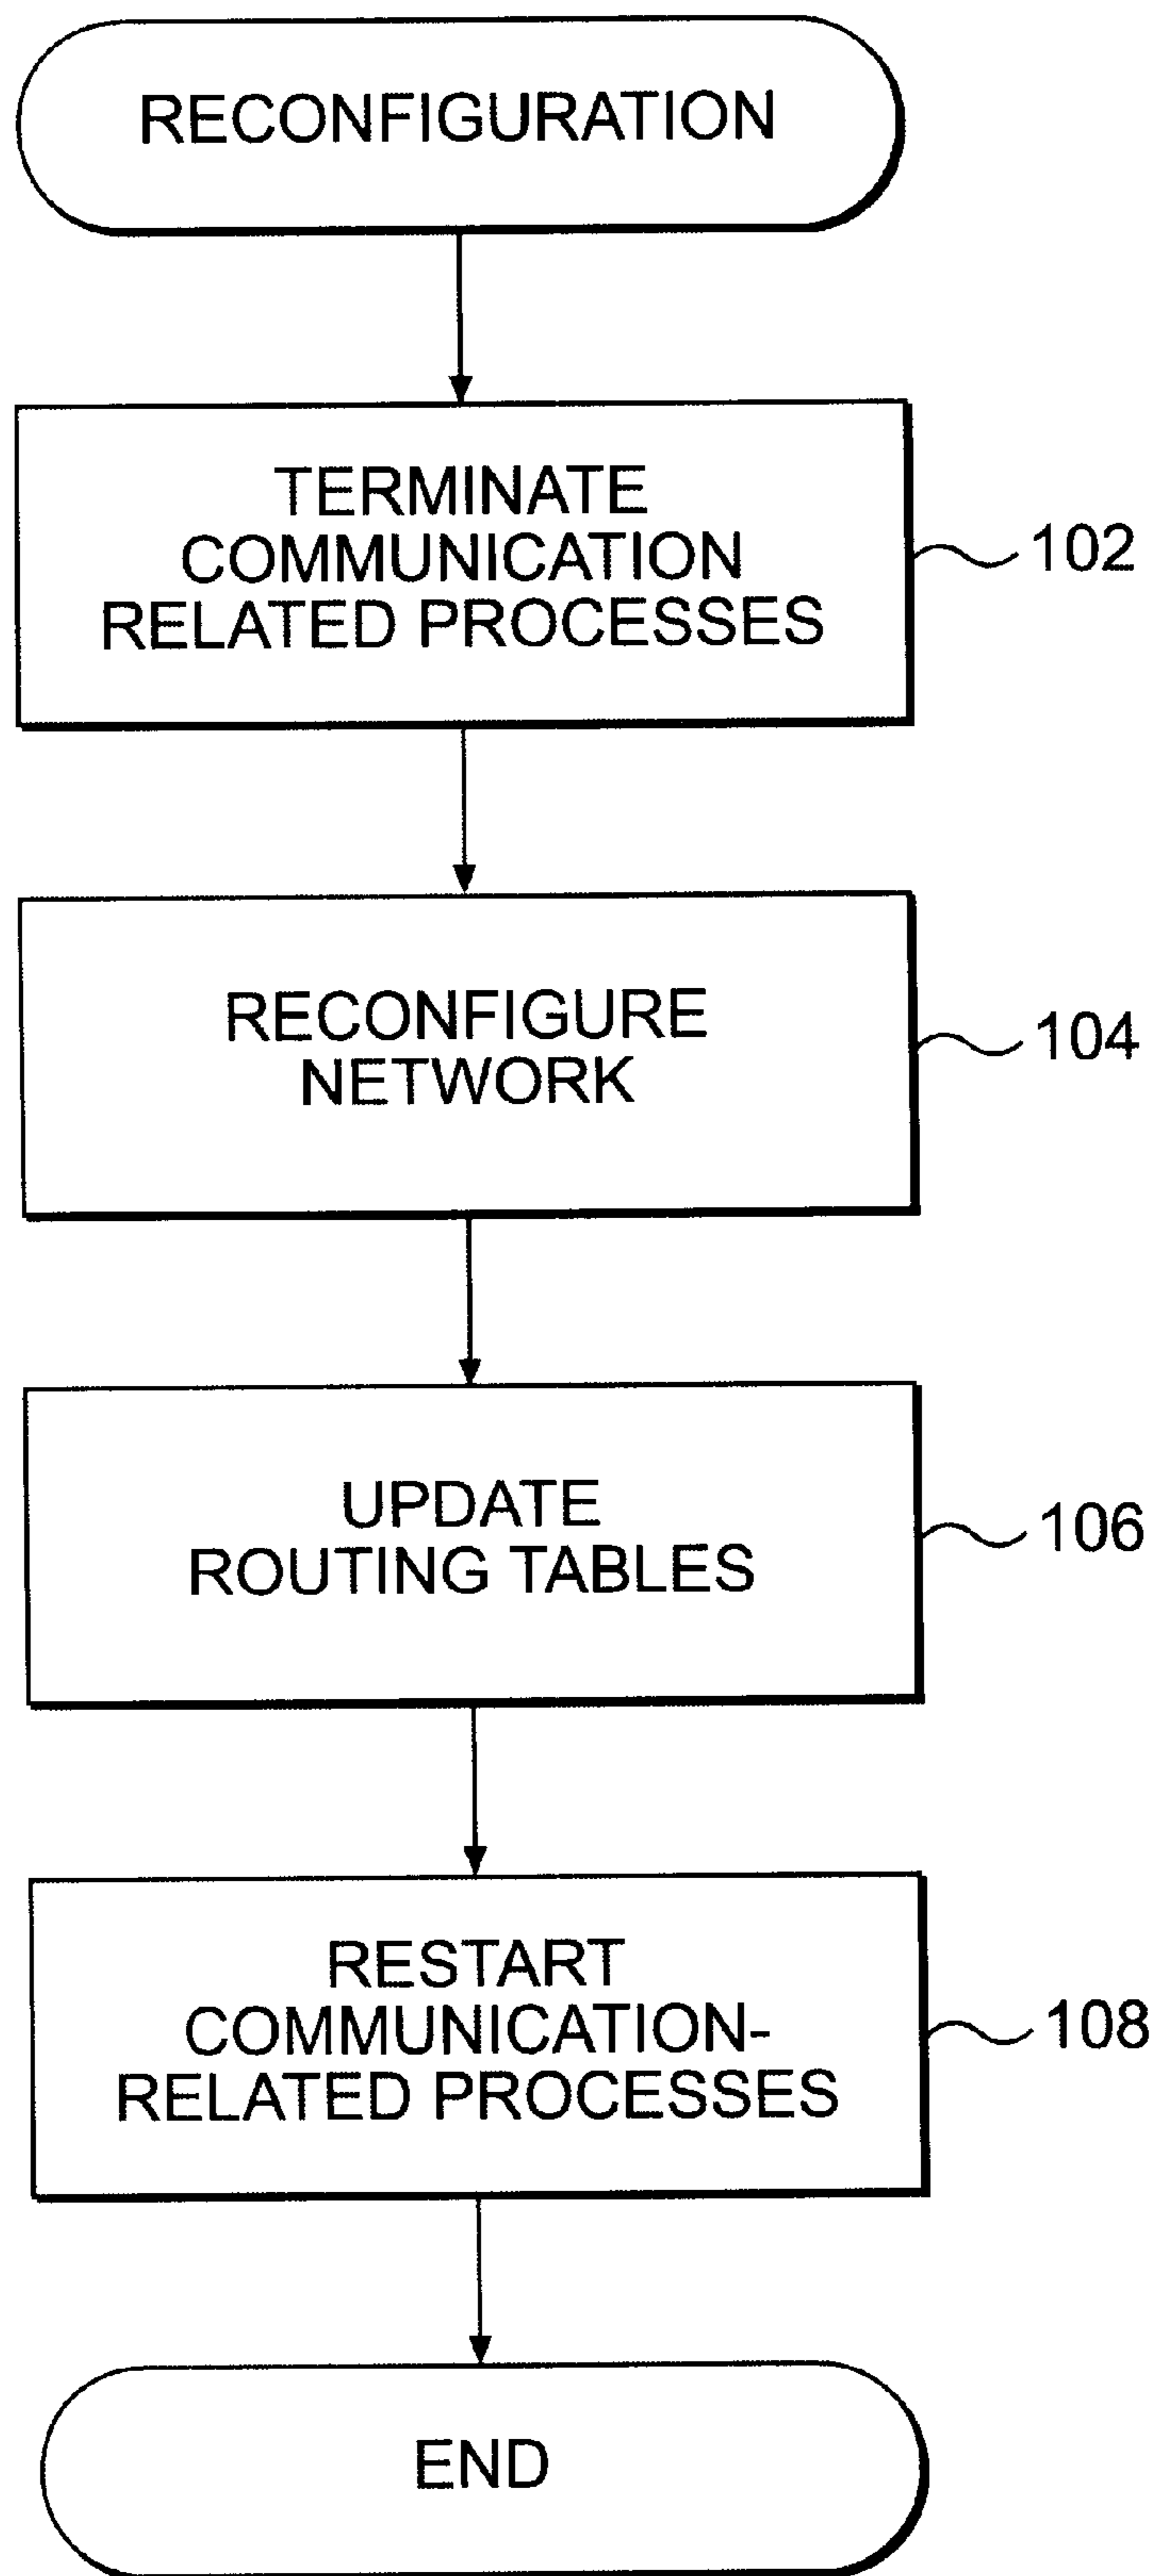 RECONFIGURATION
TERMINATE
COMMUNICATION
RELATED PROCESSES
102
RECONFIGURE
NETWORK
104
UPDATE
ROUTING TABLES
106
RESTART
COMMUNICATION-
RELATED PROCESSES
108
END